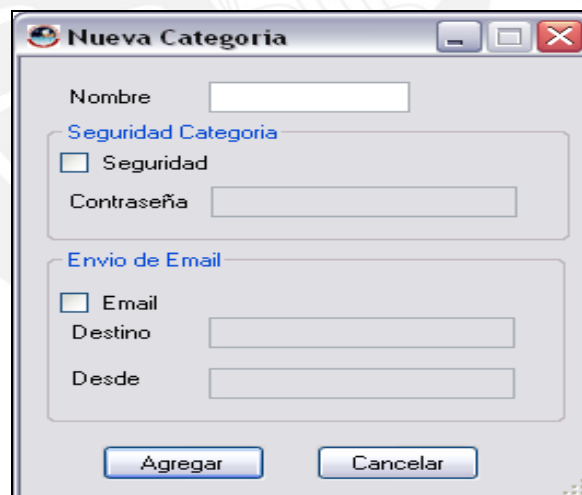 Nueva Categoria
Nombre
Seguridad Categoria
Seguridad
Contraseña
Envio de Email
Email
Destino
Desde
Agregar Cancelar